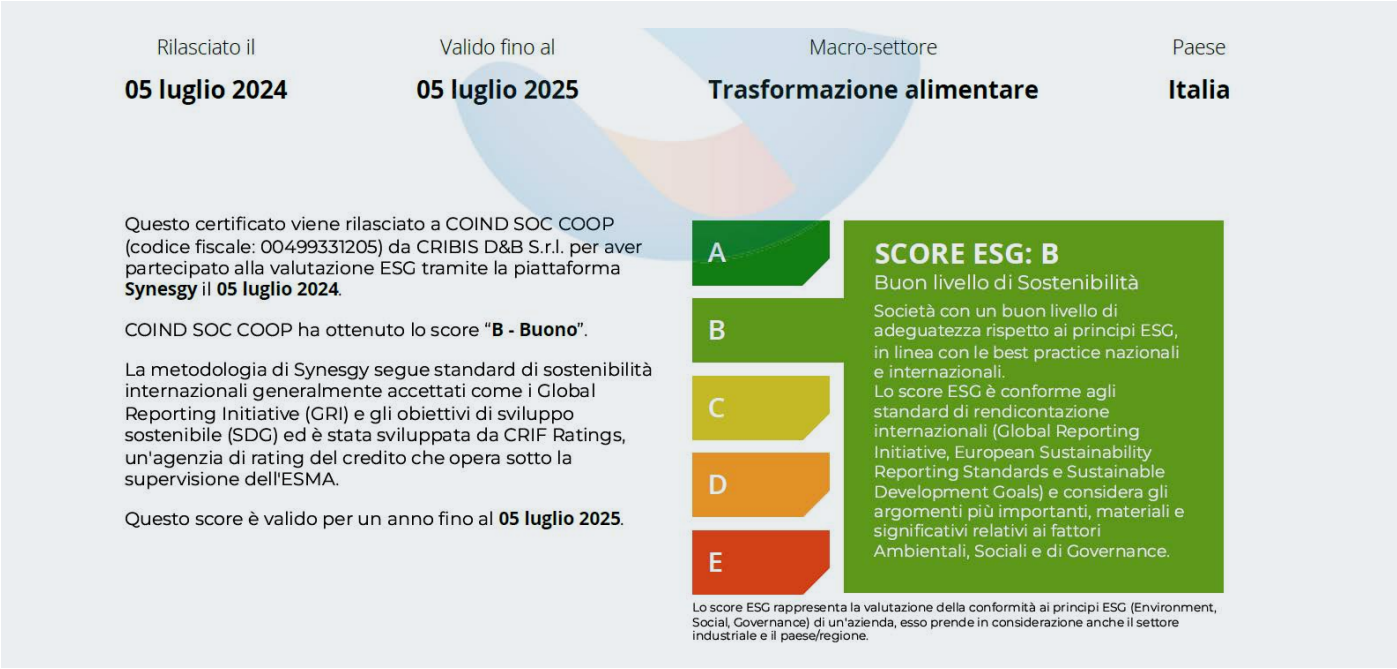 Rilasciato il
Valido fino al
Macro-settore
Paese
05 luglio 2024
05 luglio 2025
Trasformazione alimentare
Italia
Questo certificato viene rilasciato a COIND SOC COOP
(codice fiscale: 00499331205) da CRIBIS D&B S.r.l. per aver
partecipato alla valutazione ESG tramite la piattaforma
Synesgy il 05 luglio 2024.
COIND SOC COOP ha ottenuto lo score “B - Buono”.
La metodologia di Synesgy segue standard di sostenibilità
internazionali generalmente accettati come i Global
Reporting Initiative (GRI) e gli obiettivi di sviluppo
sostenibile (SDG) ed è stata sviluppata da CRIF Ratings,
un'agenzia di rating del credito che opera sotto la
supervisione dell'ESMA.
Questo score è valido per un anno fino al 05 luglio 2025.
A
B
C
D
E
SCORE ESG: B
Buon livello di Sostenibilità
Società con un buon livello di
adeguatezza rispetto ai principi ESG,
in linea con le best practice nazionali
e internazionali.
Lo score ESG è conforme agli
standard di rendicontazione
internazionali (Global Reporting
Initiative, European Sustainability
Reporting Standards e Sustainable
Development Goals) e considera gli
argomenti più importanti, materiali e
significativi relativi ai fattori
Ambientali, Sociali e di Governance.
Lo score ESG rappresenta la valutazione della conformità ai principi ESG (Environment,
Social, Governance) di un'azienda, esso prende in considerazione anche il settore
industriale e il paese/regione.